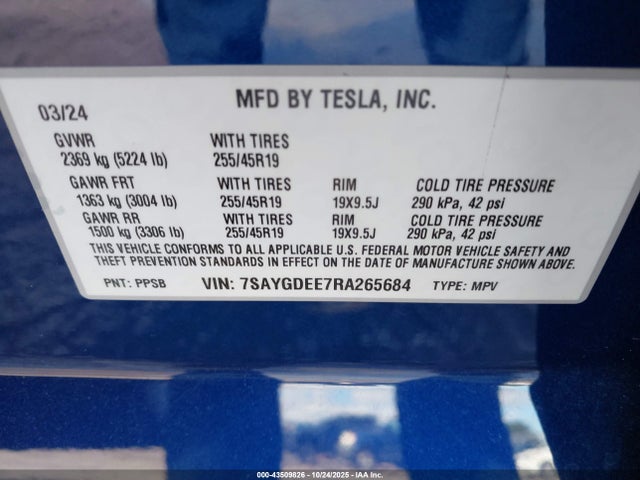 03/24 MFD BY TESLA, INC.
GVWR WITH TIRES
2369 kg (5224 lb) 255/45R19
GAWR FRT WITH TIRES RIM COLD TIRE PRESSURE
1363 kg (3004 lb) 255/45R19 19X9.5J 290 kPa, 42 psi
GAWR RR WITH TIRES RIM COLD TIRE PRESSURE
1500 kg (3306 lb) 255/45R19 19X9.5J 290 kPa, 42 psi
THIS VEHICLE CONFORMS TO ALL APPLICABLE U.S. FEDERAL MOTOR VEHICLE SAFETY AND
THEFT PREVENTION STANDARDS IN EFFECT ON THE DATE OF MANUFACTURE SHOWN ABOVE.
PNT: PPSB VIN: 7SAYGDEE7RA265684 TYPE: MPV
000-43509826 - 10/24/2025 - IAA Inc.